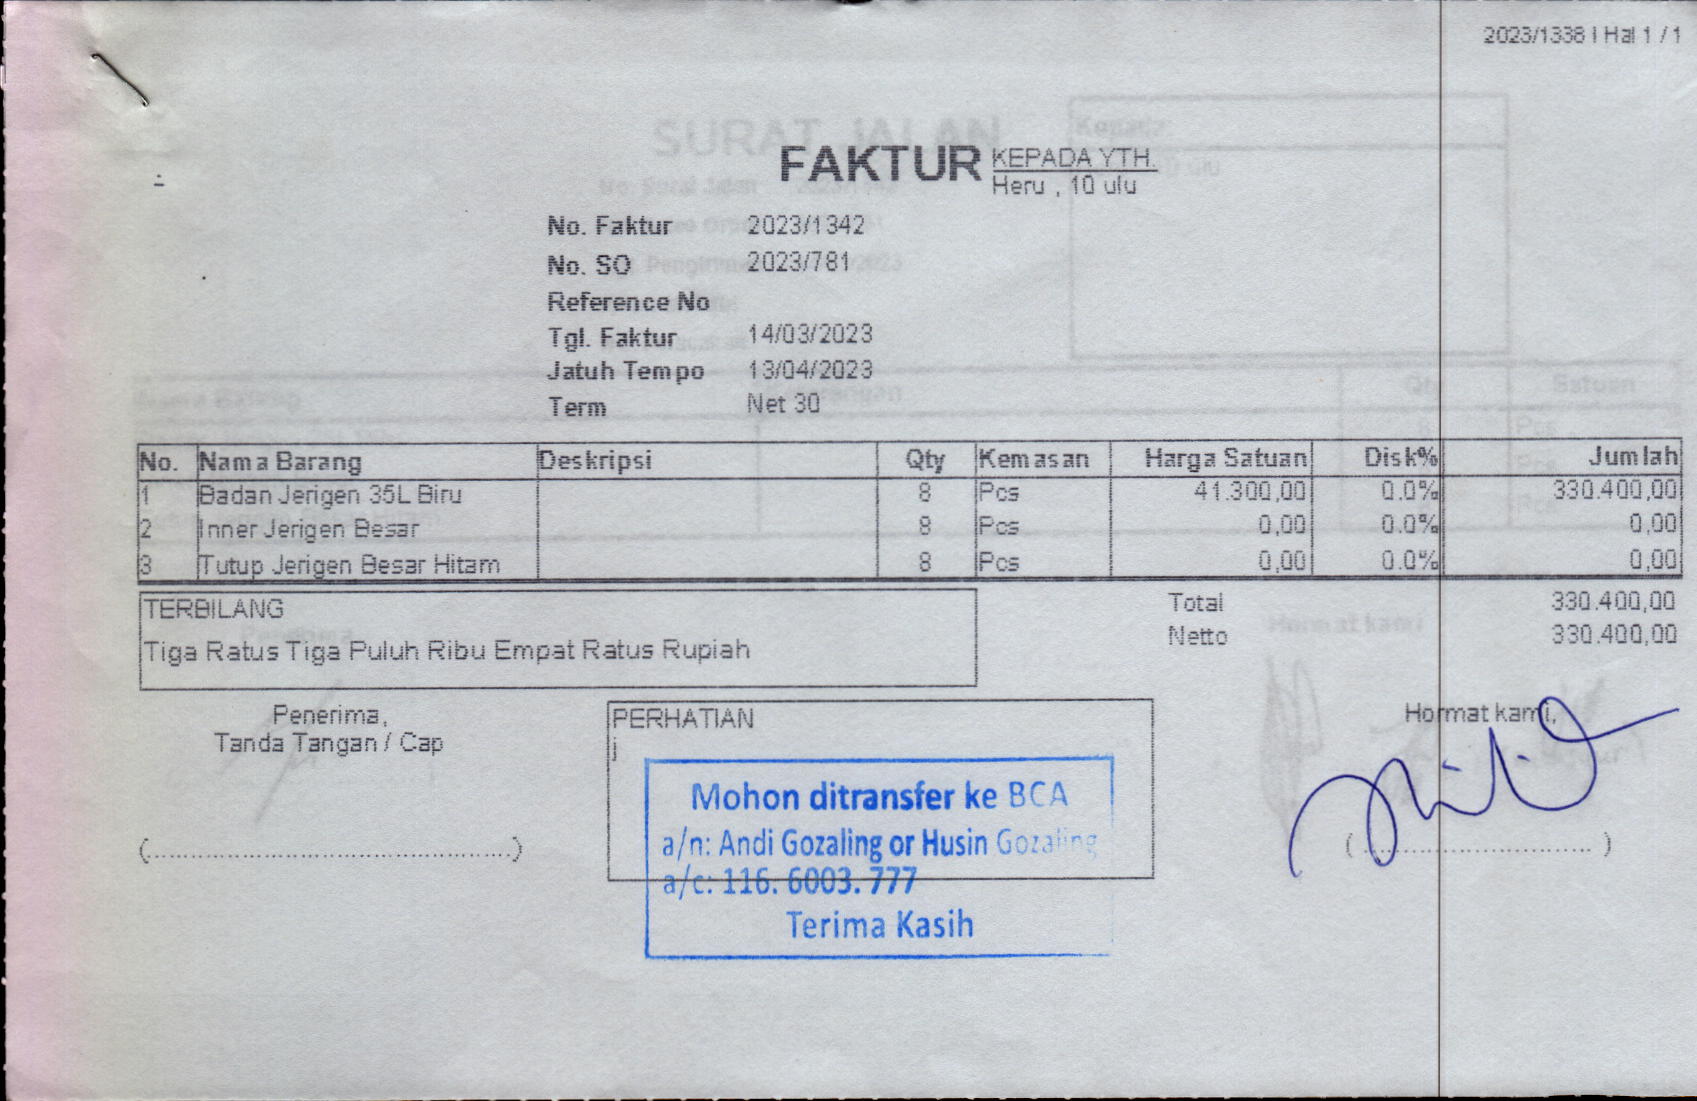 2023/1338 | Hal 1 / 1
FAKTUR
KEPADA YTH.
Heru , 10 ulu
No. Faktur 2023/1342
No. SO 2023/781
Reference No
Tgl. Faktur 14/03/2023
Jatuh Tempo 13/04/2023
Term Net 30
No. Nama Barang Deskripsi Qty Kemasan Harga Satuan Disk% Jumlah
1 Badan Jerigen 35L Biru 8 Pcs 41.300,00 0.0% 330.400,00
2 Inner Jerigen Besar 8 Pcs 0,00 0.0% 0,00
3 Tutup Jerigen Besar Hitam 8 Pcs 0,00 0.0% 0,00
TERBILANG
Tiga Ratus Tiga Puluh Ribu Empat Ratus Rupiah
Total 330.400,00
Netto 330.400,00
Penerima,
Tanda Tangan / Cap
(................................................)
PERHATIAN
j
Mohon ditransfer ke BCA
a/n: Andi Gozaling or Husin Gozaling
a/c: 116. 6003. 777
Terima Kasih
Hormat kami,
( .............................. )